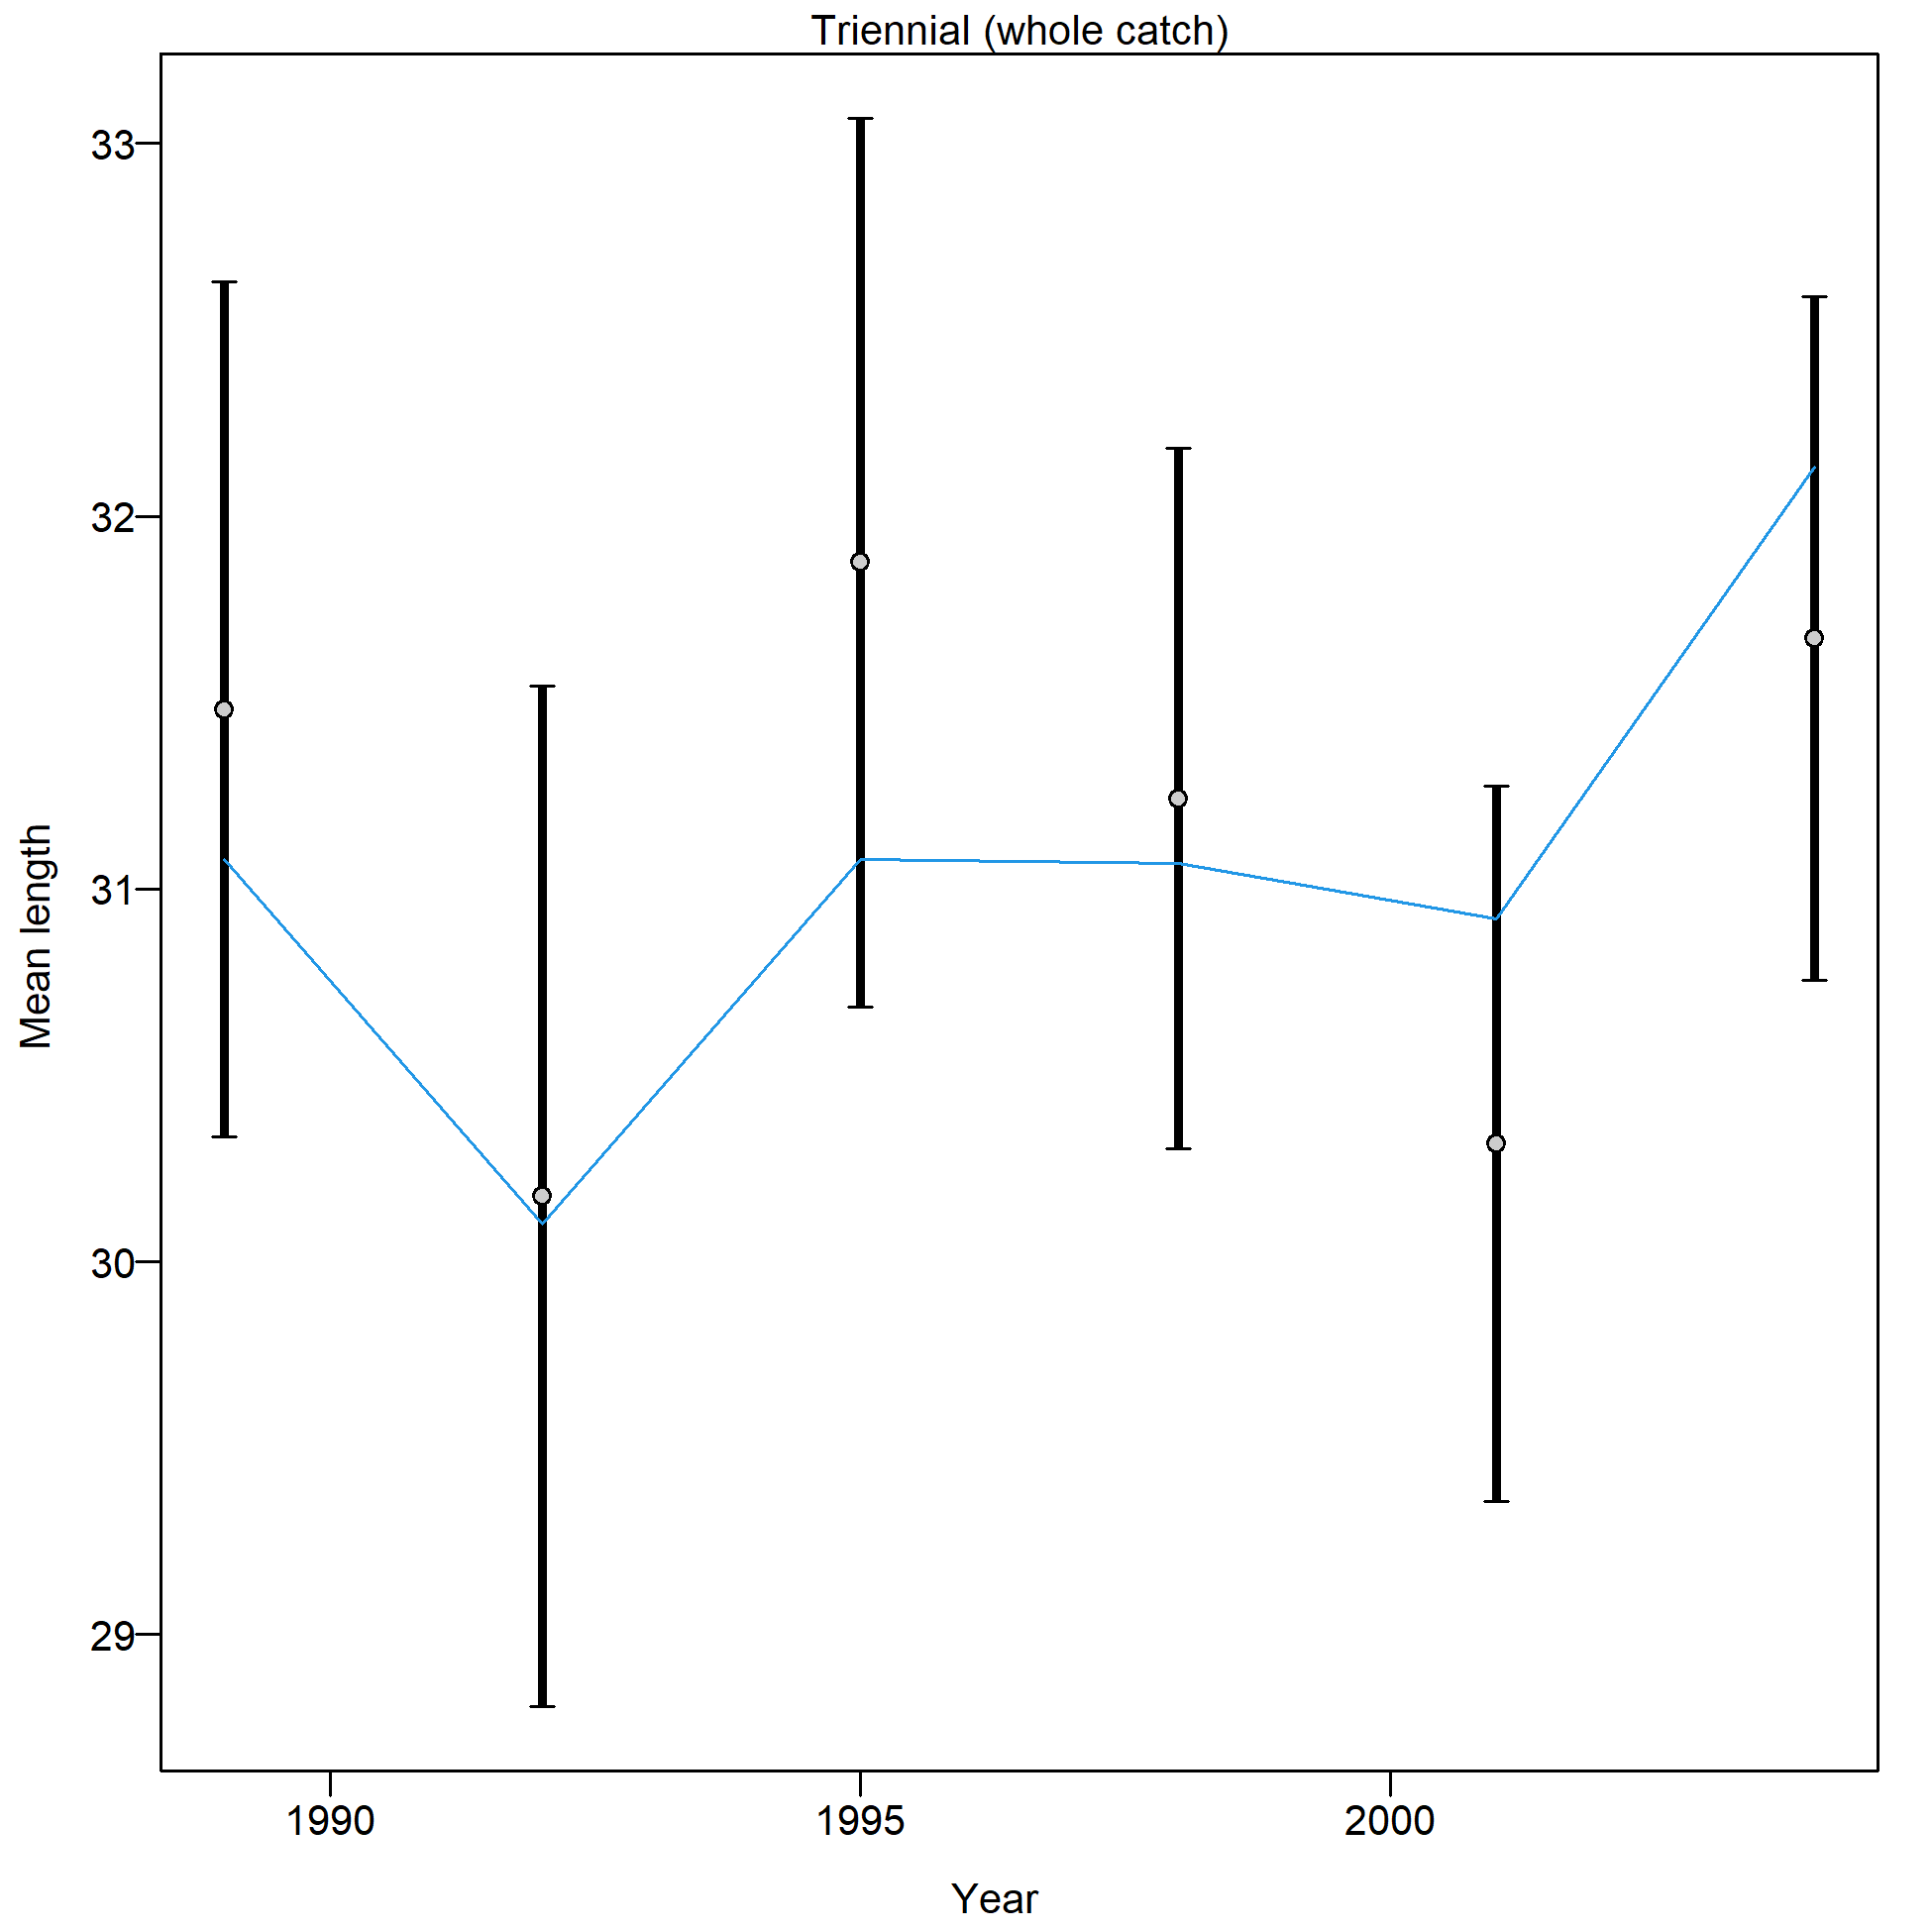 Triennial (whole catch)
33
32
31
30
29
Mean length
1990 1995 2000
Year